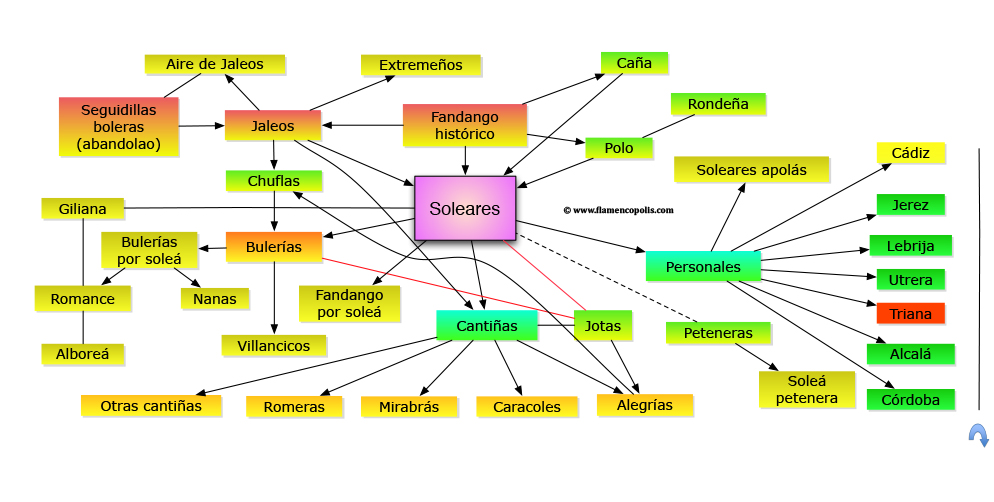 Aire de Jaleos
Extremeños
Caña
Seguidillas
boleras
(abandolao)
Jaleos
Fandango
histórico
Rondeña
Polo
Cádiz
Chuflas
Soleares apolás
Giliana
Soleares
© www.flamencopolis.com
Jerez
Bulerías
por soleá
Bulerías
Lebrija
Personales
Utrera
Romance
Nanas
Fandango
por soleá
Triana
Cantiñas
Jotas
Peteneras
Alboreá
Villancicos
Alcalá
Soleá
petenera
Otras cantiñas
Romeras
Mirabrás
Caracoles
Alegrías
Córdoba